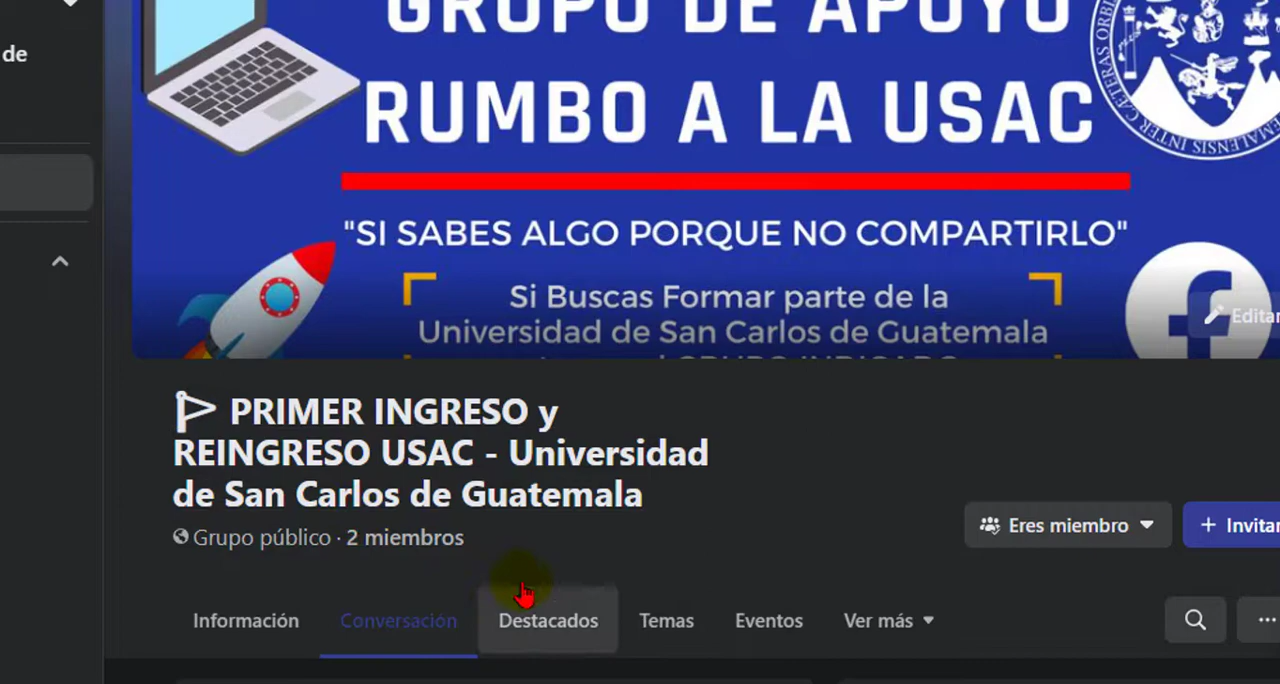 de
GRUPO DE APOYO
RUMBO A LA USAC
"SI SABES ALGO PORQUE NO COMPARTIRLO"
Si Buscas Formar parte de la
Universidad de San Carlos de Guatemala
Editar
PRIMER INGRESO y
REINGRESO USAC - Universidad
de San Carlos de Guatemala
Grupo público · 2 miembros
Eres miembro
+ Invitar
Información
Conversación
Destacados
Temas
Eventos
Ver más